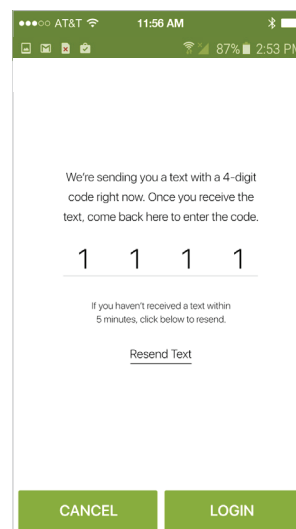 AT&T 11:56 AM
87% 2:53 PM
We're sending you a text with a 4-digit
code right now. Once you receive the
text, come back here to enter the code.
1 1 1 1
If you haven't received a text within
5 minutes, click below to resend.
Resend Text
CANCEL LOGIN